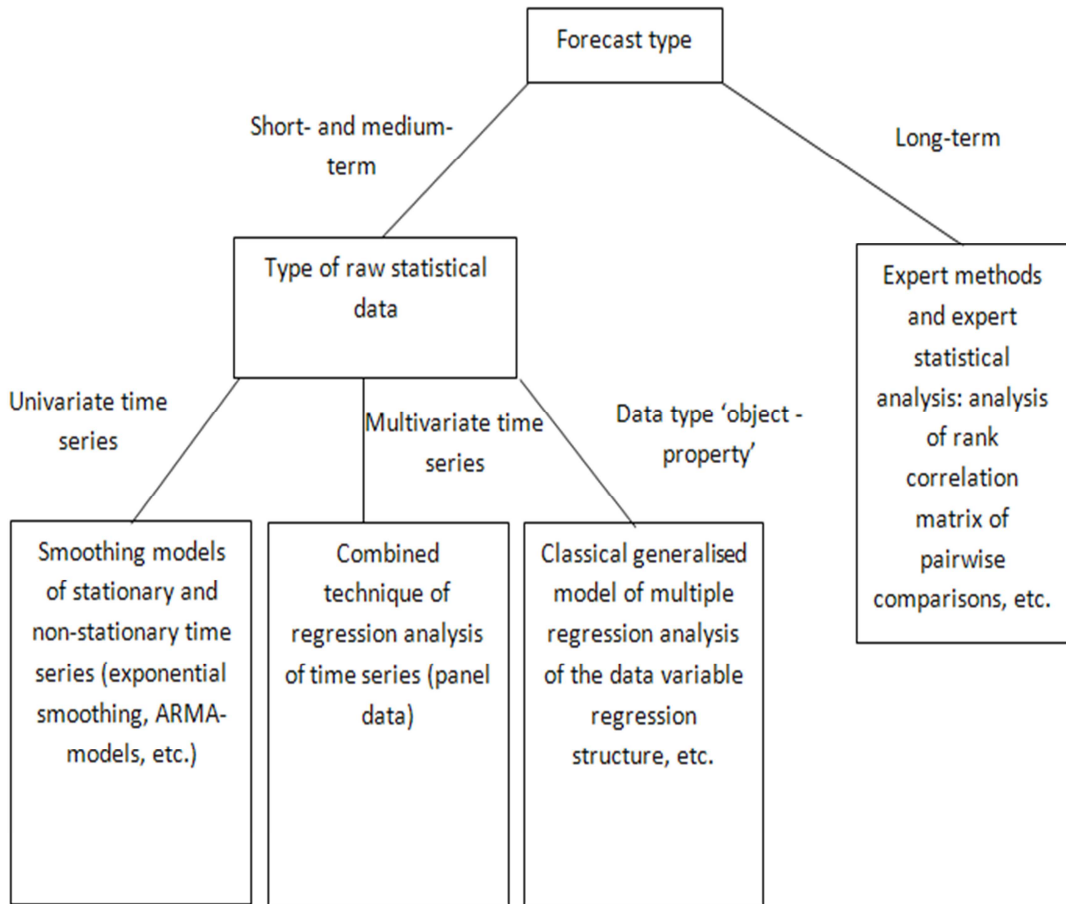 Forecast type
Short- and medium-
term
Long-term
Type of raw statistical
data
Expert methods
and expert
statistical
analysis: analysis
of rank
correlation
matrix of
pairwise
comparisons, etc.
Univariate time
series
Multivariate time
series
Data type ‘object -
property’
Smoothing models
of stationary and
non-stationary time
series (exponential
smoothing, ARMA-
models, etc.)
Combined
technique of
regression analysis
of time series (panel
data)
Classical generalised
model of multiple
regression analysis
of the data variable
regression
structure, etc.